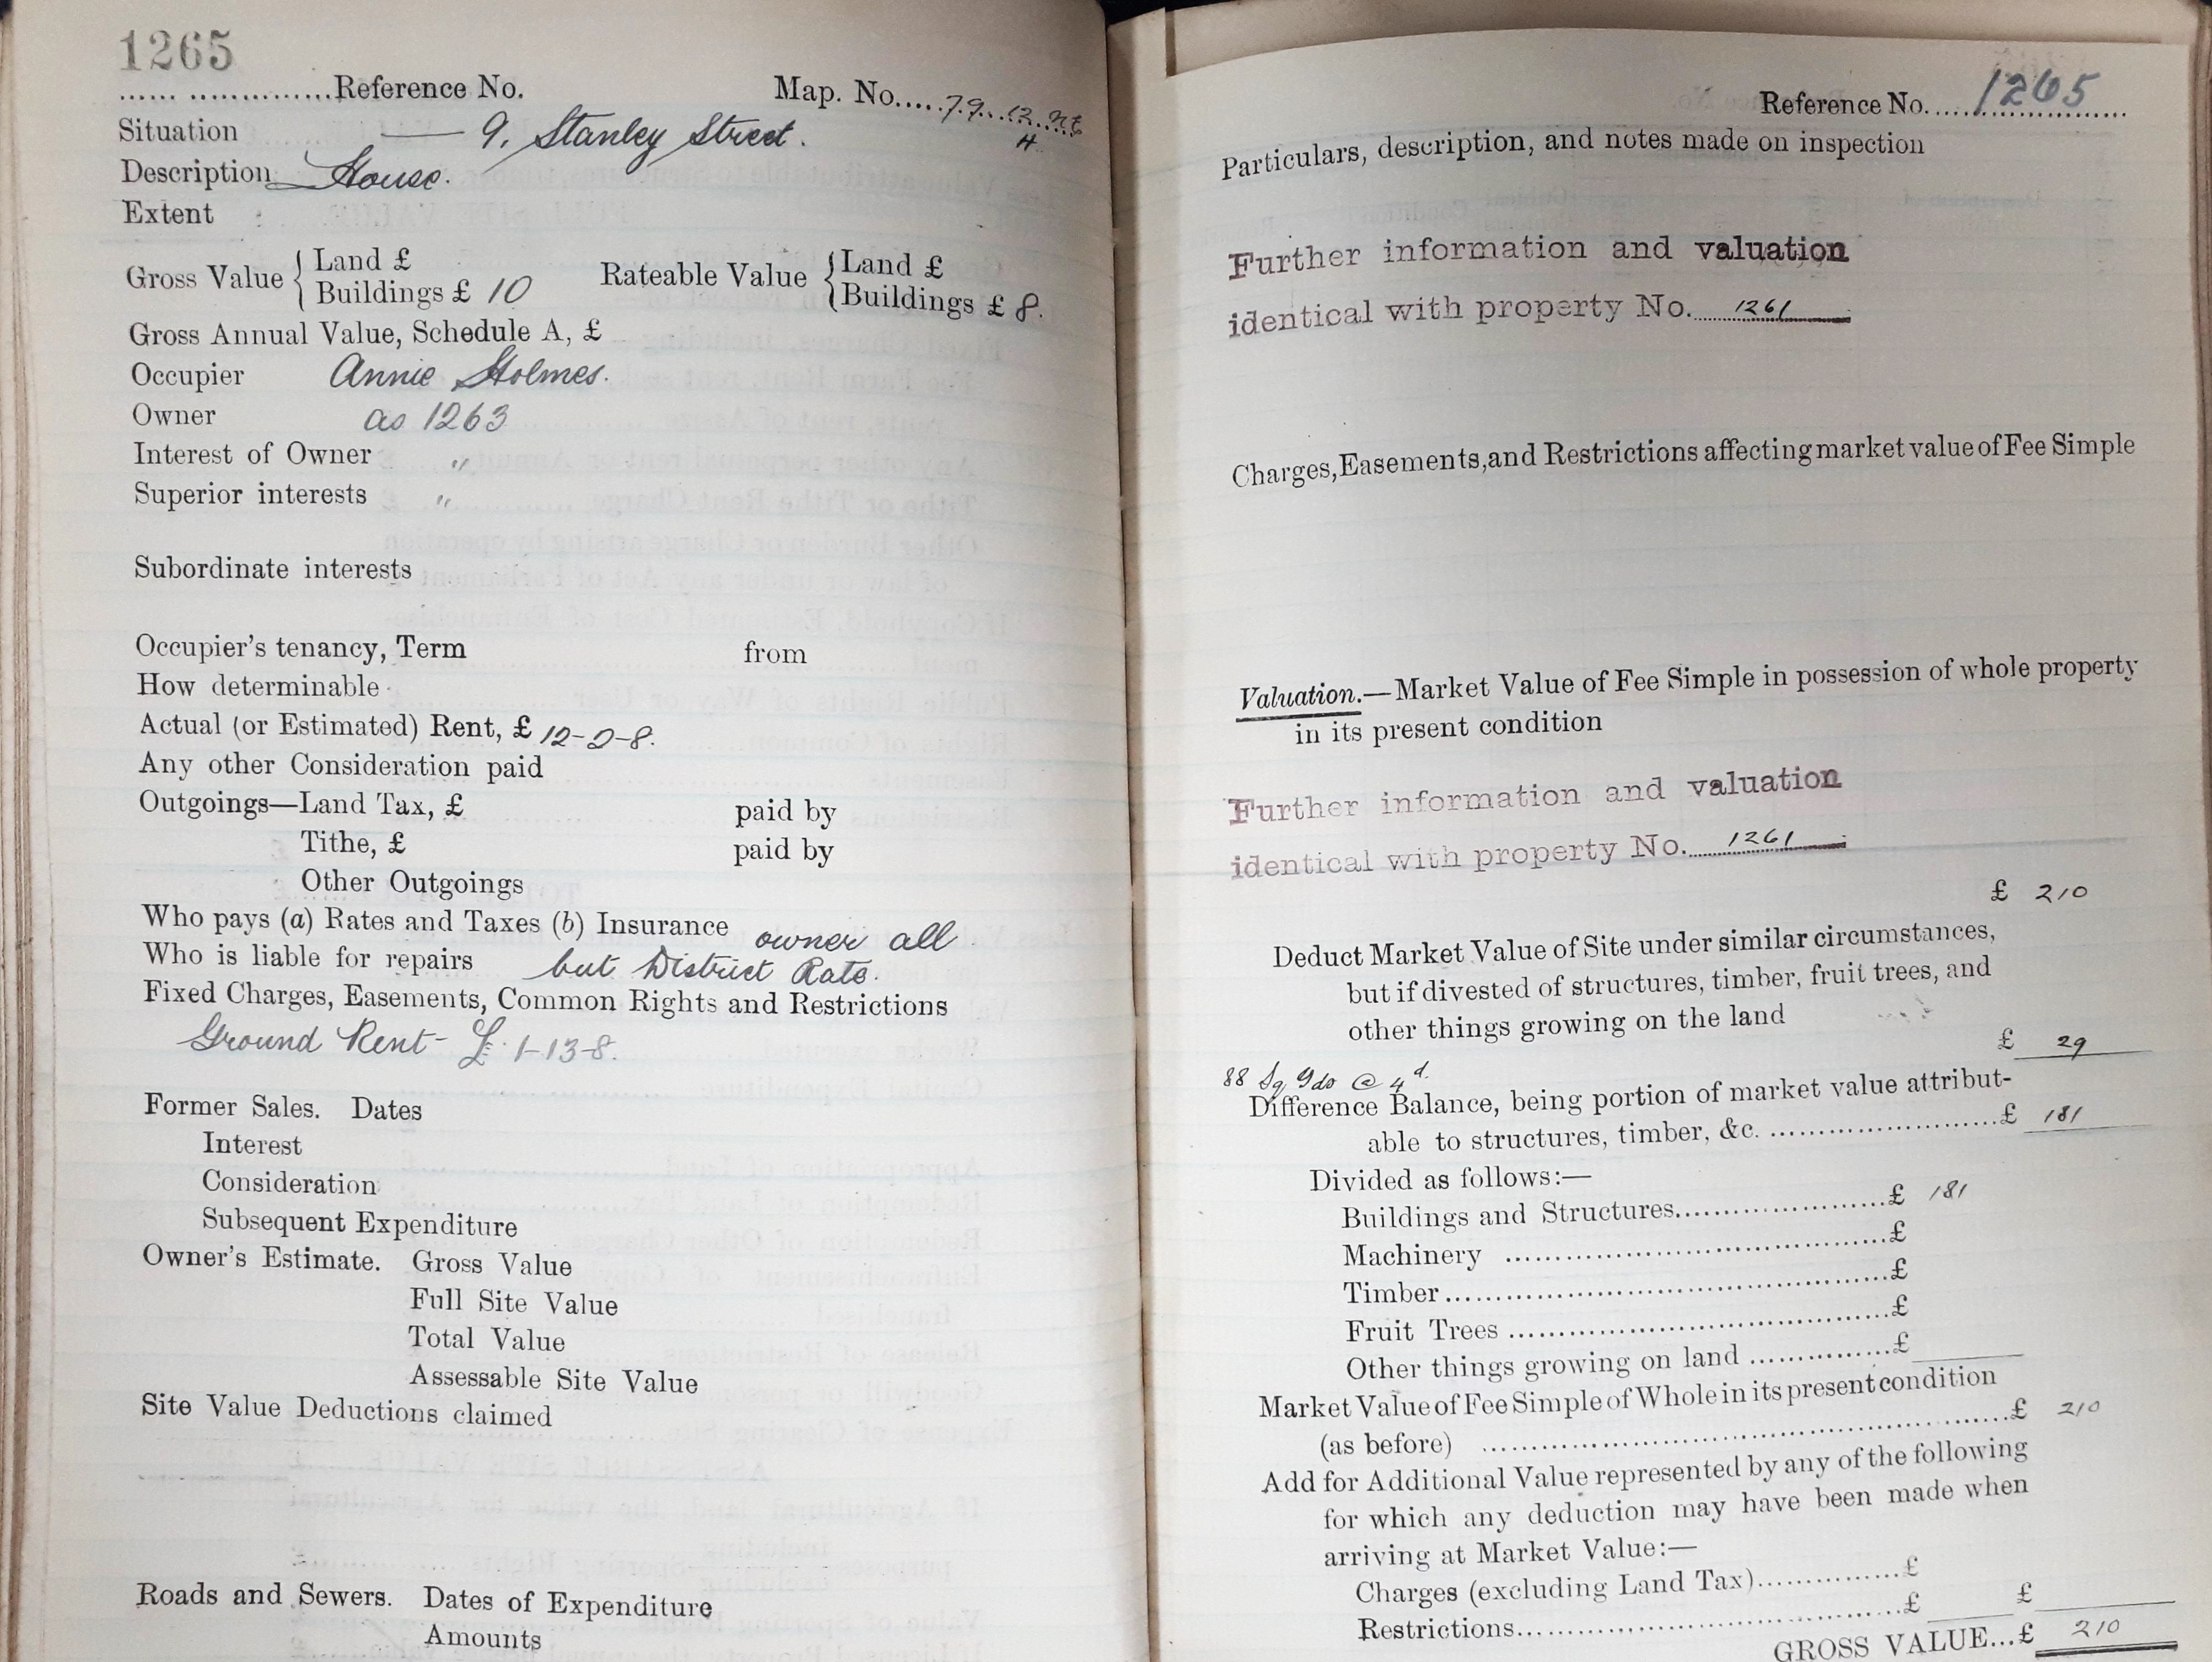 1265
...................Reference No. Map. No.....79..12..NE
H
Situation — 9, Stanley Street.
Description House.
Extent
Gross Value { Land £
Buildings £ 10
Rateable Value { Land £
Buildings £ 8.
Gross Annual Value, Schedule A, £
Occupier Annie Holmes.
Owner as 1263
Interest of Owner "
Superior interests "
Subordinate interests
Occupier's tenancy, Term from
How determinable
Actual (or Estimated) Rent, £ 12-2-8.
Any other Consideration paid
Outgoings—Land Tax, £ paid by
Tithe, £ paid by
Other Outgoings
Who pays (a) Rates and Taxes (b) Insurance owner all
Who is liable for repairs but District Rate.
Fixed Charges, Easements, Common Rights and Restrictions
Ground Rent- £ 1-13-8.
Former Sales. Dates
Interest
Consideration
Subsequent Expenditure
Owner's Estimate. Gross Value
Full Site Value
Total Value
Assessable Site Value
Site Value Deductions claimed
Roads and Sewers. Dates of Expenditure
Amounts
Reference No....1265
Particulars, description, and notes made on inspection
Further information and valuation
identical with property No. 1261
Charges, Easements, and Restrictions affecting market value of Fee Simple
Valuation.—Market Value of Fee Simple in possession of whole property
in its present condition
Further information and valuation
identical with property No. 1261
£ 210
Deduct Market Value of Site under similar circumstances,
but if divested of structures, timber, fruit trees, and
other things growing on the land
£ 29
88 Sq Yds @ 4d.
Difference Balance, being portion of market value attribut-
able to structures, timber, &c. ..........................£ 181
Divided as follows:—
Buildings and Structures......................£ 181
Machinery ......................................£
Timber............................................£
Fruit Trees ......................................£
Other things growing on land ...............£
Market Value of Fee Simple of Whole in its present condition
(as before) ......................................................£ 210
Add for Additional Value represented by any of the following
for which any deduction may have been made when
arriving at Market Value:—
Charges (excluding Land Tax)...............£
Restrictions......................................£ £
GROSS VALUE...£ 210